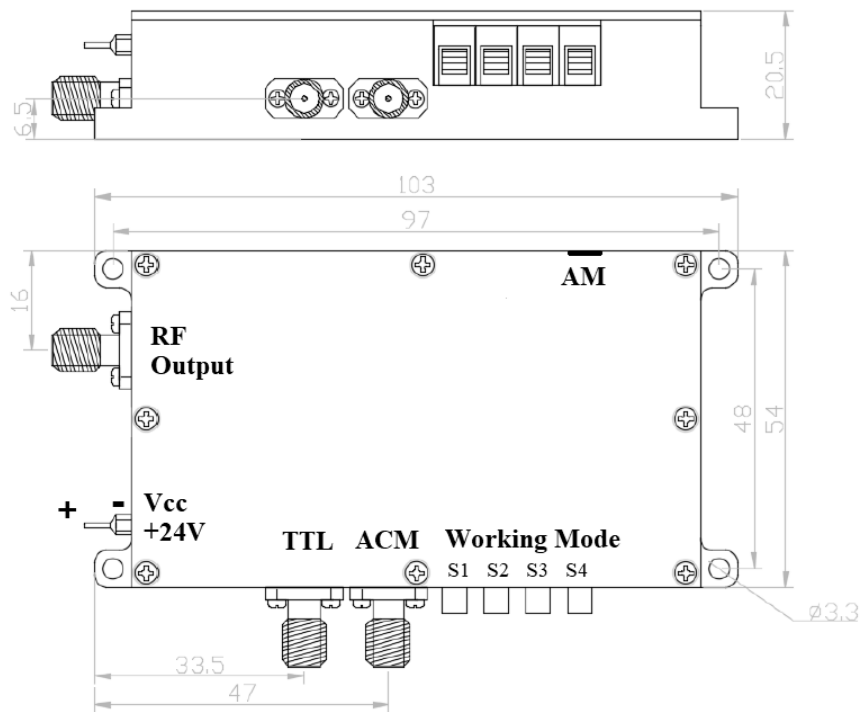 20,5
6,5
103
97
AM
16
RF
Output
48
54
+ - Vcc
+24V
TTL ACM Working Mode
S1 S2 S3 S4
ø3,3
33,5
47